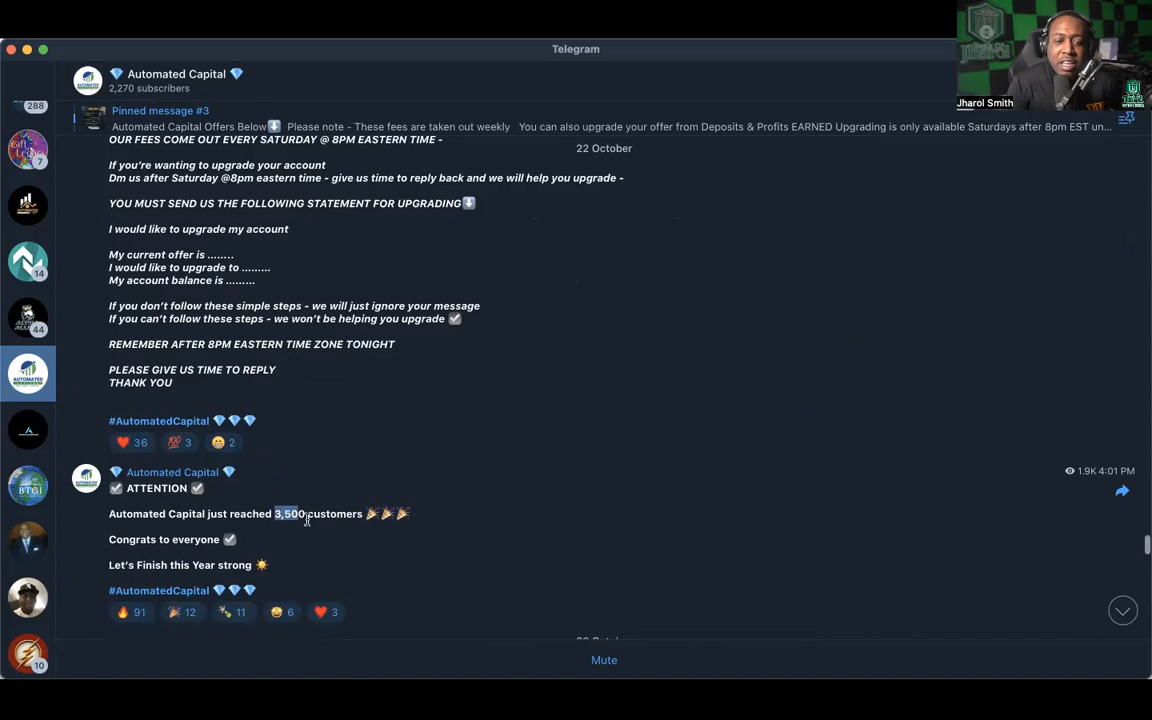 Telegram
Jharol Smith
288
7
14
44
AUTOMATED
BTGI
10
Automated Capital
2,270 subscribers
Pinned message #3
Automated Capital Offers Below⬇️ Please note - These fees are taken out weekly You can also upgrade your offer from Deposits & Profits EARNED Upgrading is only available Saturdays after 8pm EST un...
OUR FEES COME OUT EVERY SATURDAY @ 8PM EASTERN TIME -
22 October
If you're wanting to upgrade your account
Dm us after Saturday @8pm eastern time - give us time to reply back and we will help you upgrade -
YOU MUST SEND US THE FOLLOWING STATEMENT FOR UPGRADING⬇️
I would like to upgrade my account
My current offer is ........
I would like to upgrade to .........
My account balance is .........
If you don't follow these simple steps - we will just ignore your message
If you can't follow these steps - we won't be helping you upgrade ☑️
REMEMBER AFTER 8PM EASTERN TIME ZONE TONIGHT
PLEASE GIVE US TIME TO REPLY
THANK YOU
#AutomatedCapital 💎💎💎
❤️ 36 💯 3 😁 2
💎 Automated Capital 💎
1.9K 4:01 PM
☑️ ATTENTION ☑️
Automated Capital just reached 3,500 customers 🎉🎉🎉
Congrats to everyone ☑️
Let's Finish this Year strong ☀️
#AutomatedCapital 💎💎💎
🔥 91 🎉 12 🍾 11 🤩 6 ❤️ 3
Mute